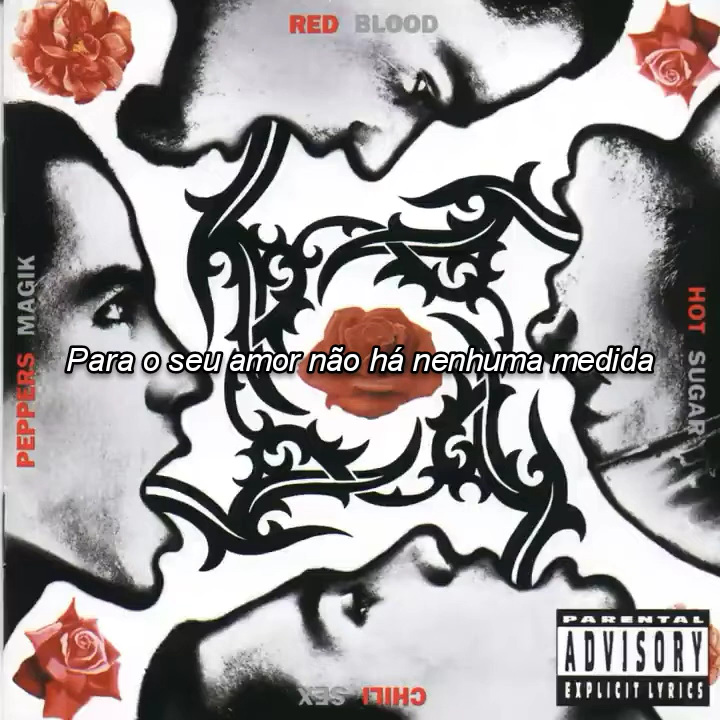 RED BLOOD
PEPPERS MAGIK
HOT SUGAR
Para o seu amor não há nenhuma medida
CHILI SEX
PARENTAL
ADVISORY
EXPLICIT LYRICS